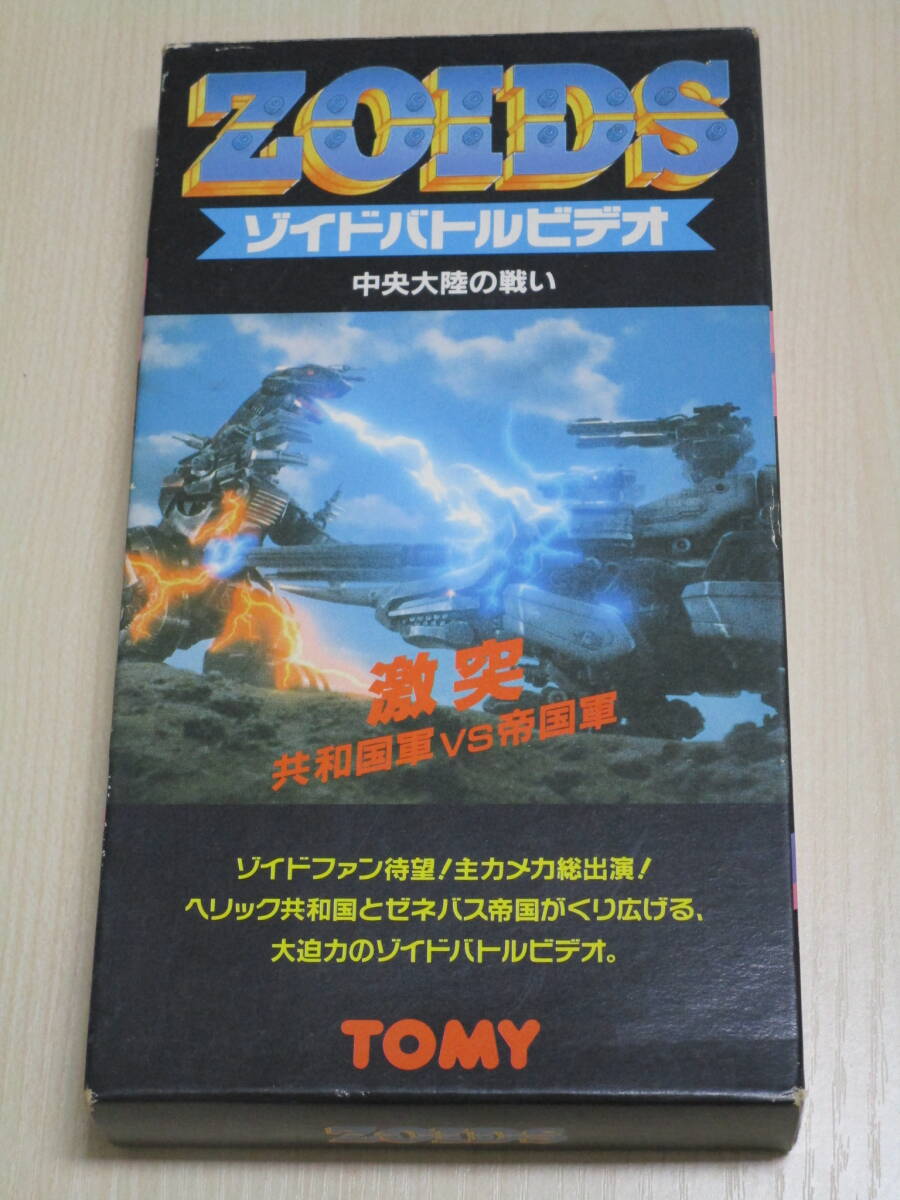 ZOIDS
ゾイドバトルビデオ
中央大陸の戦い
激突
共和国軍VS帝国軍
ゾイドファン待望!主力メカ総出演!
ヘリック共和国とゼネバス帝国がくり広げる、
大迫力のゾイドバトルビデオ。
TOMY
ZOIDS